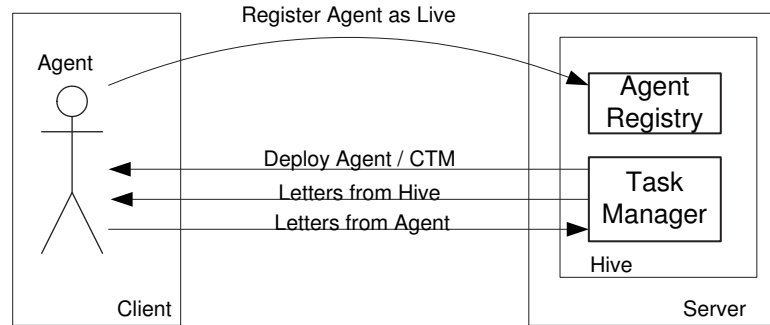 Register Agent as Live
Agent
Agent
Registry
Deploy Agent / CTM
Letters from Hive
Letters from Agent
Task
Manager
Hive
Client
Server